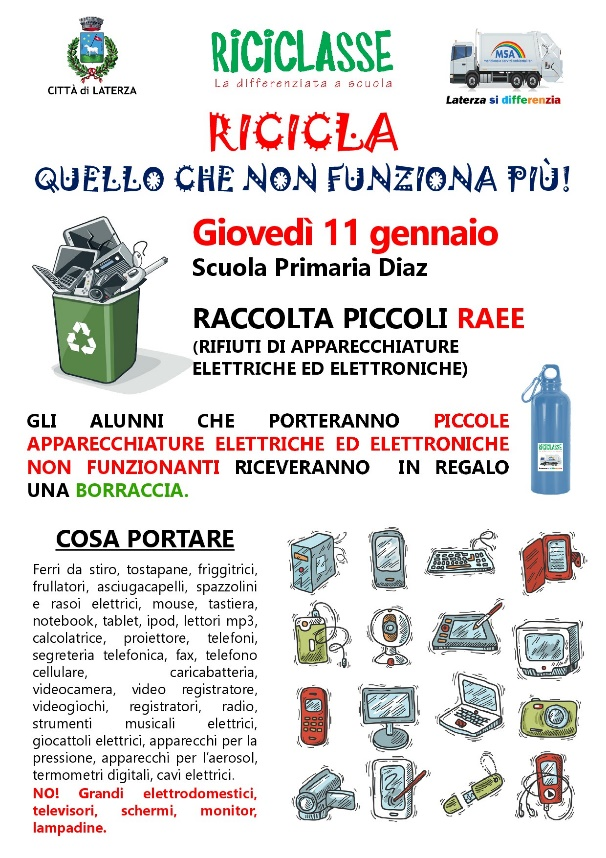 CITTÀ di LATERZA
RiCiCLASSE
La differenziata a scuola
MSA
Laterza si differenzia
RICICLA
QUELLO CHE NON FUNZIONA PIÙ!
Giovedì 11 gennaio
Scuola Primaria Diaz
RACCOLTA PICCOLI RAEE
(RIFIUTI DI APPARECCHIATURE
ELETTRICHE ED ELETTRONICHE)
GLI ALUNNI CHE PORTERANNO PICCOLE
APPARECCHIATURE ELETTRICHE ED ELETTRONICHE
NON FUNZIONANTI RICEVERANNO IN REGALO
UNA BORRACCIA.
RiCiCLASSE
COSA PORTARE
Ferri da stiro, tostapane, friggitrici,
frullatori, asciugacapelli, spazzolini
e rasoi elettrici, mouse, tastiera,
notebook, tablet, ipod, lettori mp3,
calcolatrice, proiettore, telefoni,
segreteria telefonica, fax, telefono
cellulare, caricabatteria,
videocamera, video registratore,
videogiochi, registratori, radio,
strumenti musicali elettrici,
giocattoli elettrici, apparecchi per la
pressione, apparecchi per l'aerosol,
termometri digitali, cavi elettrici.
NO! Grandi elettrodomestici,
televisori, schermi, monitor,
lampadine.